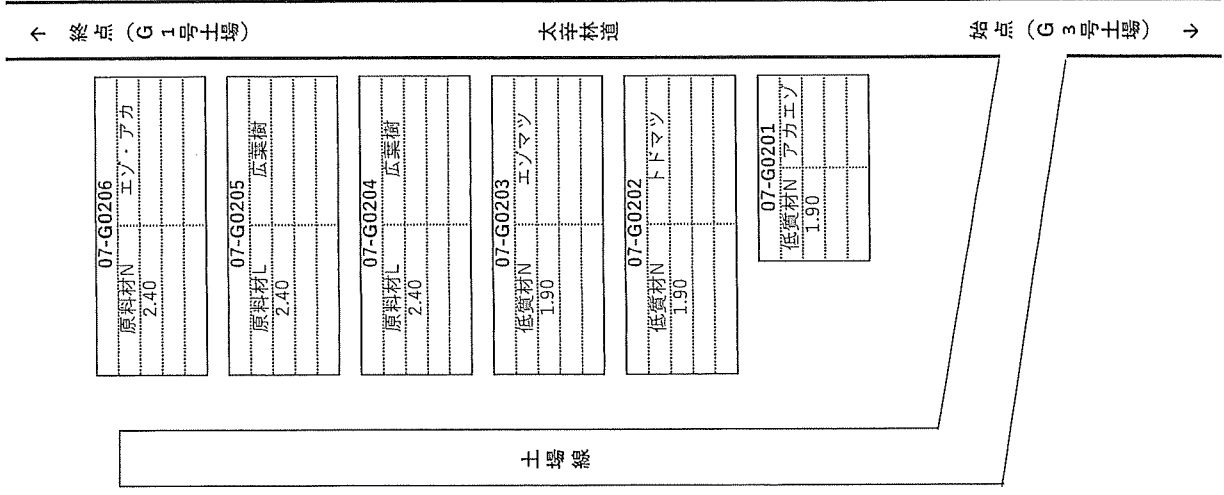 ← 終点（G1号土場）
太辛林道
始点（G3号土場） →
07-G0206
原料材N エゾ・アカ
2.40
07-G0205
原料材L 広葉樹
2.40
07-G0204
原料材L 広葉樹
2.40
07-G0203
低質材N エゾマツ
1.90
07-G0202
低質材N トドマツ
1.90
07-G0201
低質材N アカエゾ
1.90
土場線